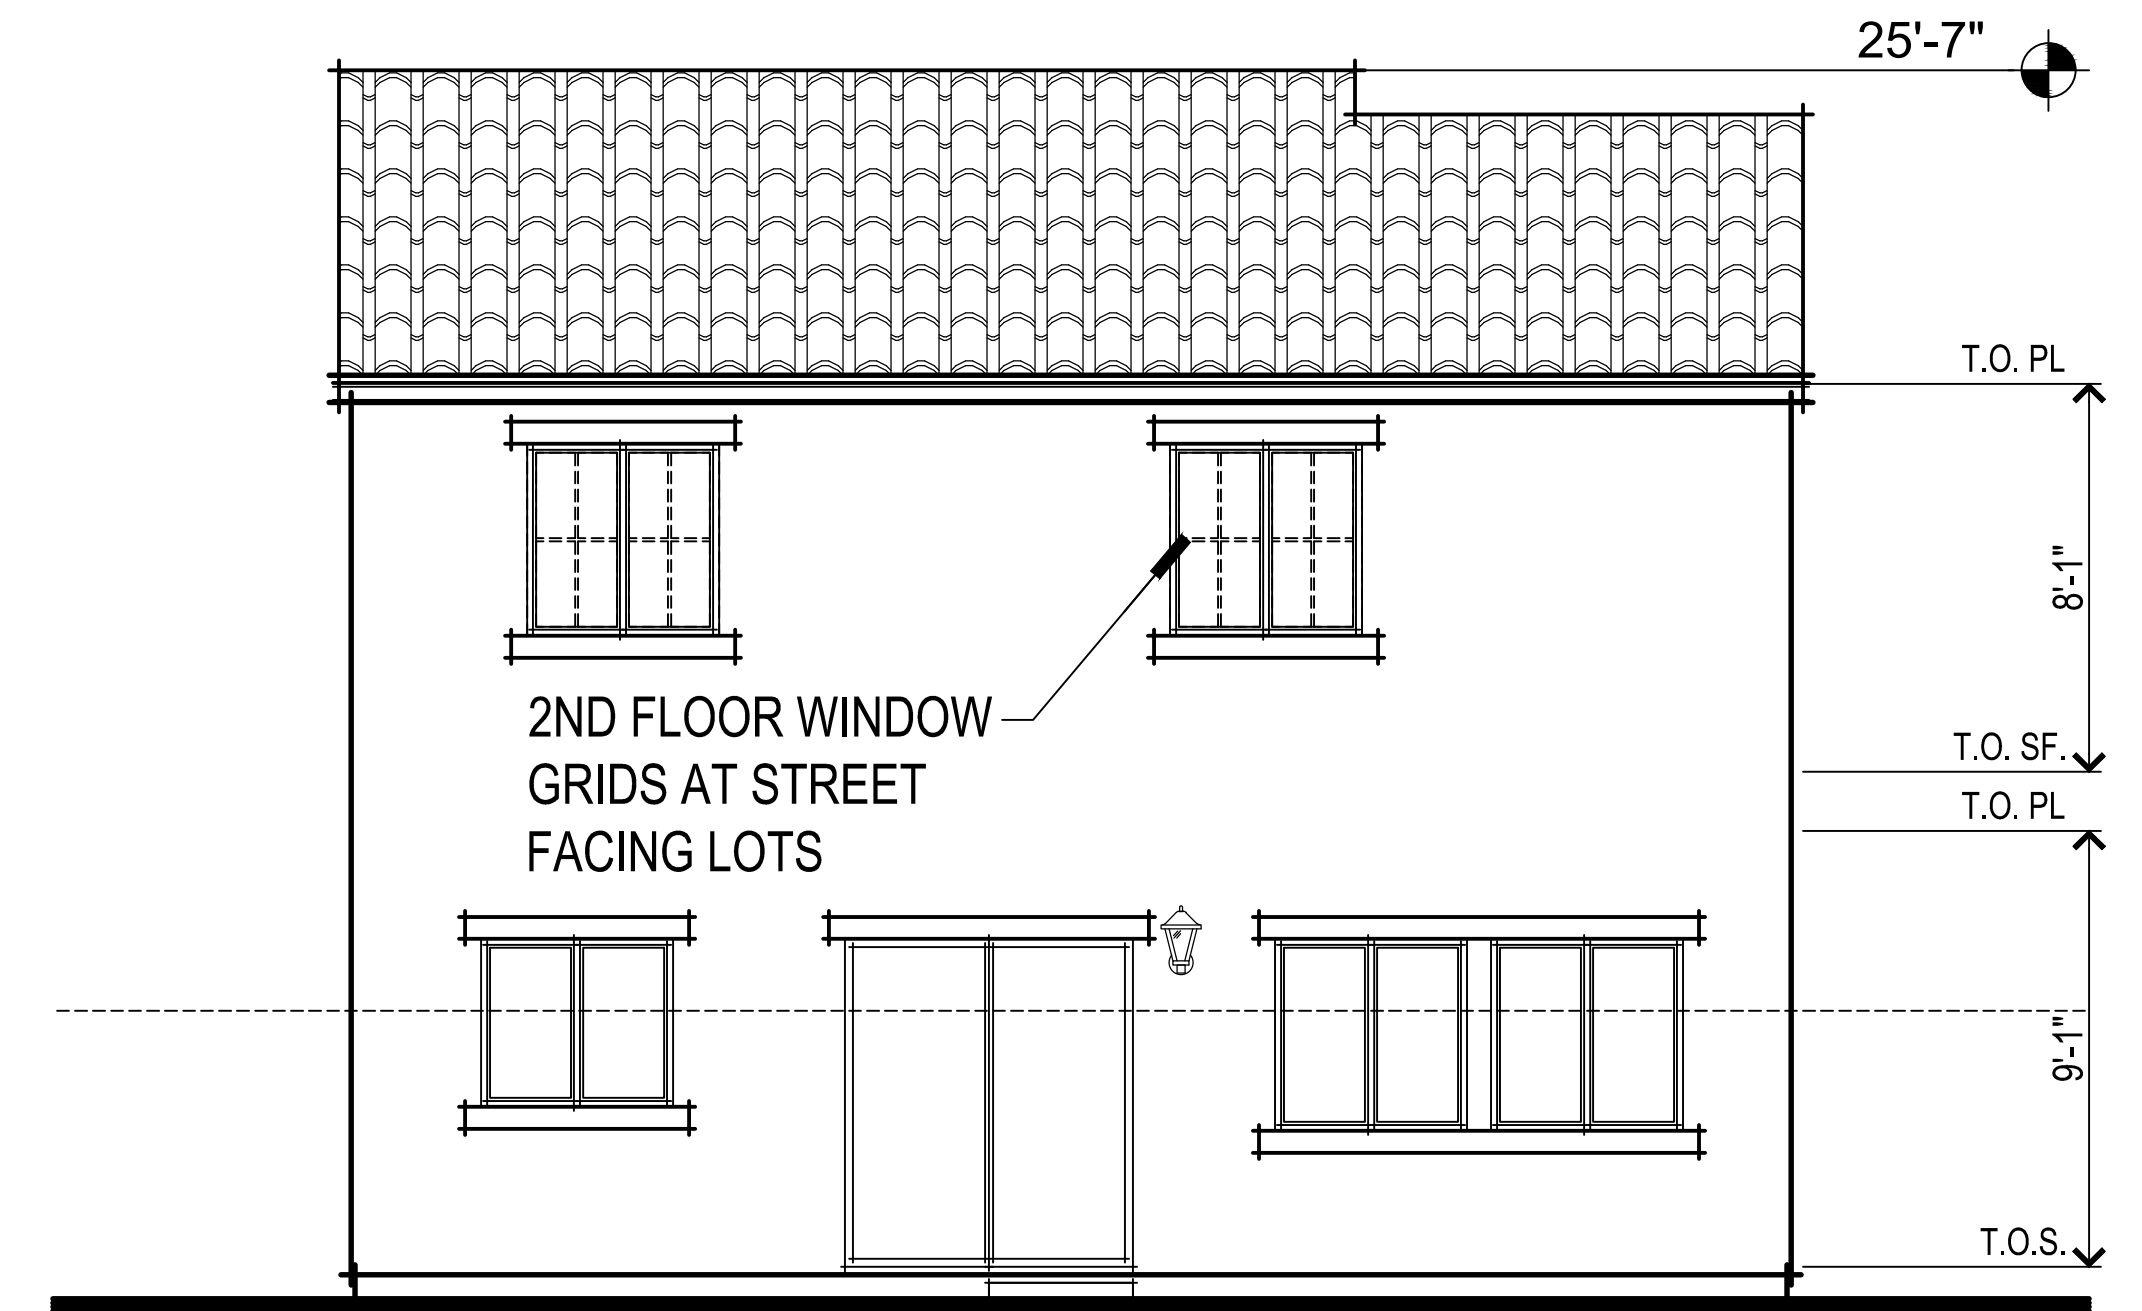 25'-7"
T.O. PL
8'-1"
2ND FLOOR WINDOW
GRIDS AT STREET
FACING LOTS
T.O. SF.
T.O. PL
9'-1"
T.O.S.